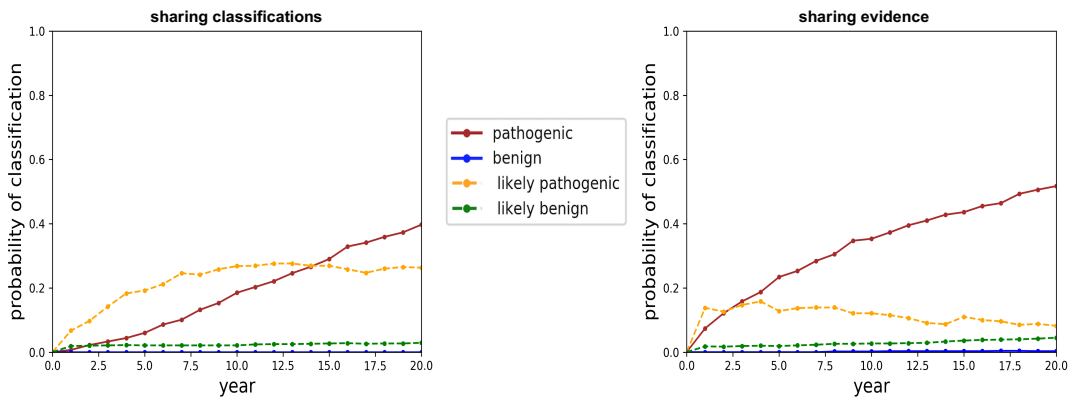 sharing classifications
probability of classification
1.0
0.8
0.6
0.4
0.2
0.0
0.0 2.5 5.0 7.5 10.0 12.5 15.0 17.5 20.0
year
pathogenic
benign
likely pathogenic
likely benign
sharing evidence
probability of classification
1.0
0.8
0.6
0.4
0.2
0.0
0.0 2.5 5.0 7.5 10.0 12.5 15.0 17.5 20.0
year